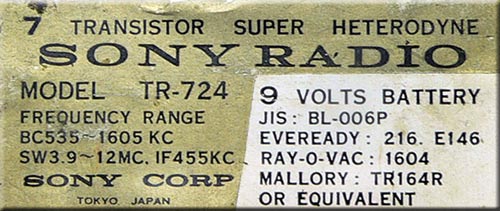 7 TRANSISTOR SUPER HETERODYNE
SONY RADIO
MODEL TR-724
FREQUENCY RANGE
BC535~1605 KC
SW3.9~12MC. IF455KC
SONY CORP
TOKYO JAPAN
9 VOLTS BATTERY
JIS: BL-006P
EVEREADY: 216. E146
RAY-O-VAC: 1604
MALLORY: TR164R
OR EQUIVALENT